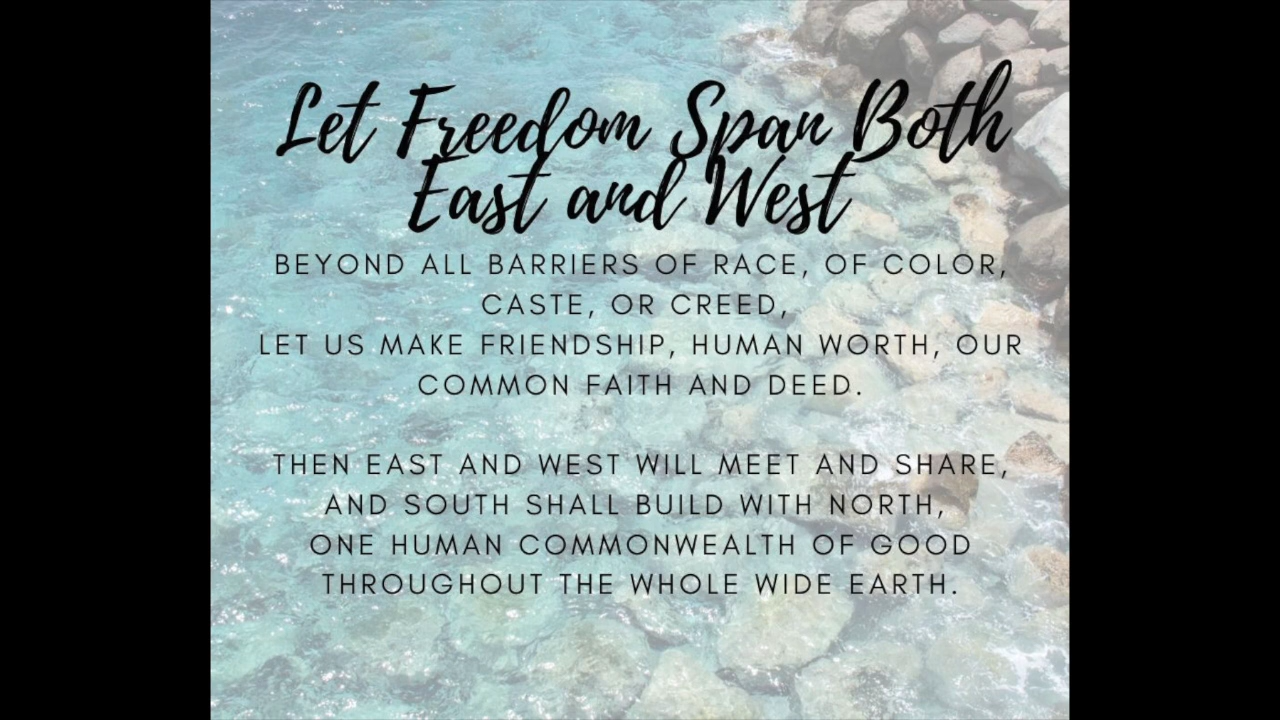 Let Freedom Span Both
East and West
BEYOND ALL BARRIERS OF RACE, OF COLOR,
CASTE, OR CREED,
LET US MAKE FRIENDSHIP, HUMAN WORTH, OUR
COMMON FAITH AND DEED.
THEN EAST AND WEST WILL MEET AND SHARE,
AND SOUTH SHALL BUILD WITH NORTH,
ONE HUMAN COMMONWEALTH OF GOOD
THROUGHOUT THE WHOLE WIDE EARTH.